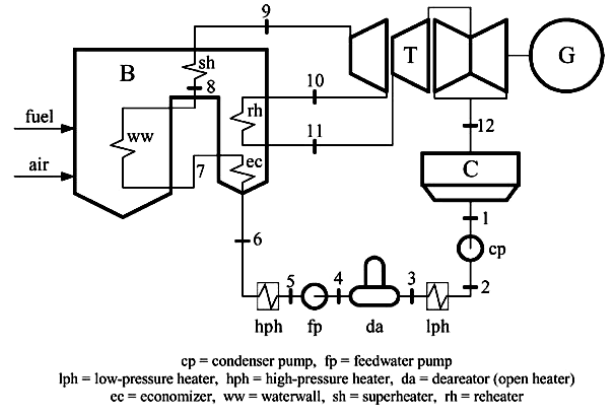 9
B
sh
8
T
G
10
fuel
rh
ww
11
12
air
7
ec
C
1
6
cp
5
4
3
2
hph
fp
da
lph
cp = condenser pump, fp = feedwater pump
lph = low-pressure heater, hph = high-pressure heater, da = deareator (open heater)
ec = economizer, ww = waterwall, sh = superheater, rh = reheater